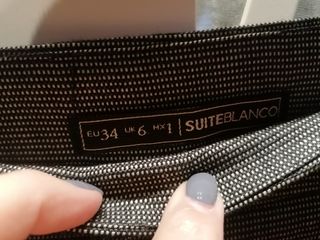 EU 34 UK 6 MX 1 | SUITEBLANCO